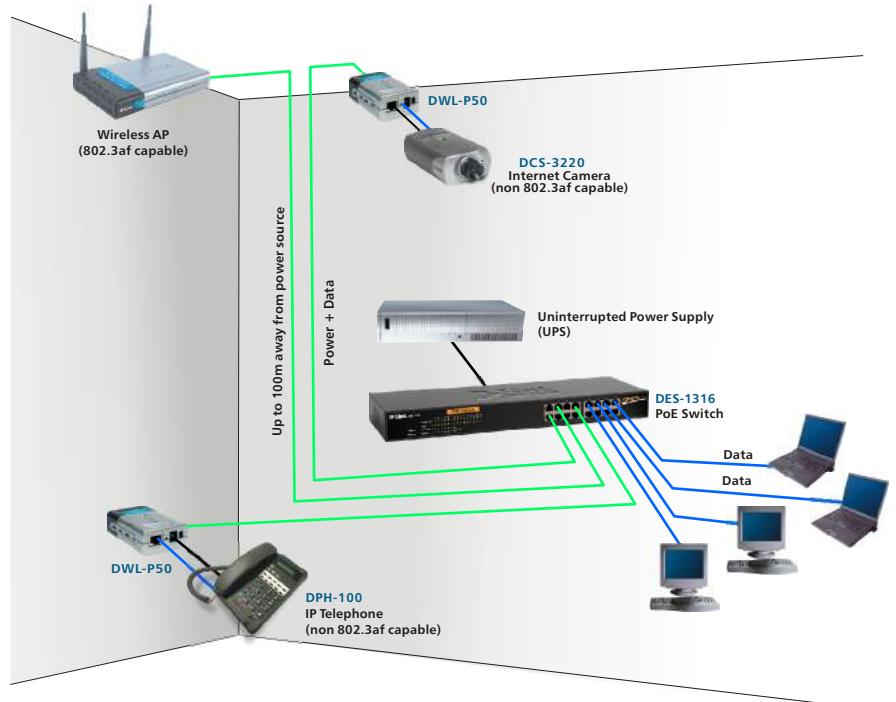 Wireless AP
(802.3af capable)
DWL-P50
DCS-3220
Internet Camera
(non 802.3af capable)
Up to 100m away from power source
Power + Data
Uninterrupted Power Supply
(UPS)
D-Link
DES-1316
PoE Switch
Data
Data
DWL-P50
DPH-100
IP Telephone
(non 802.3af capable)